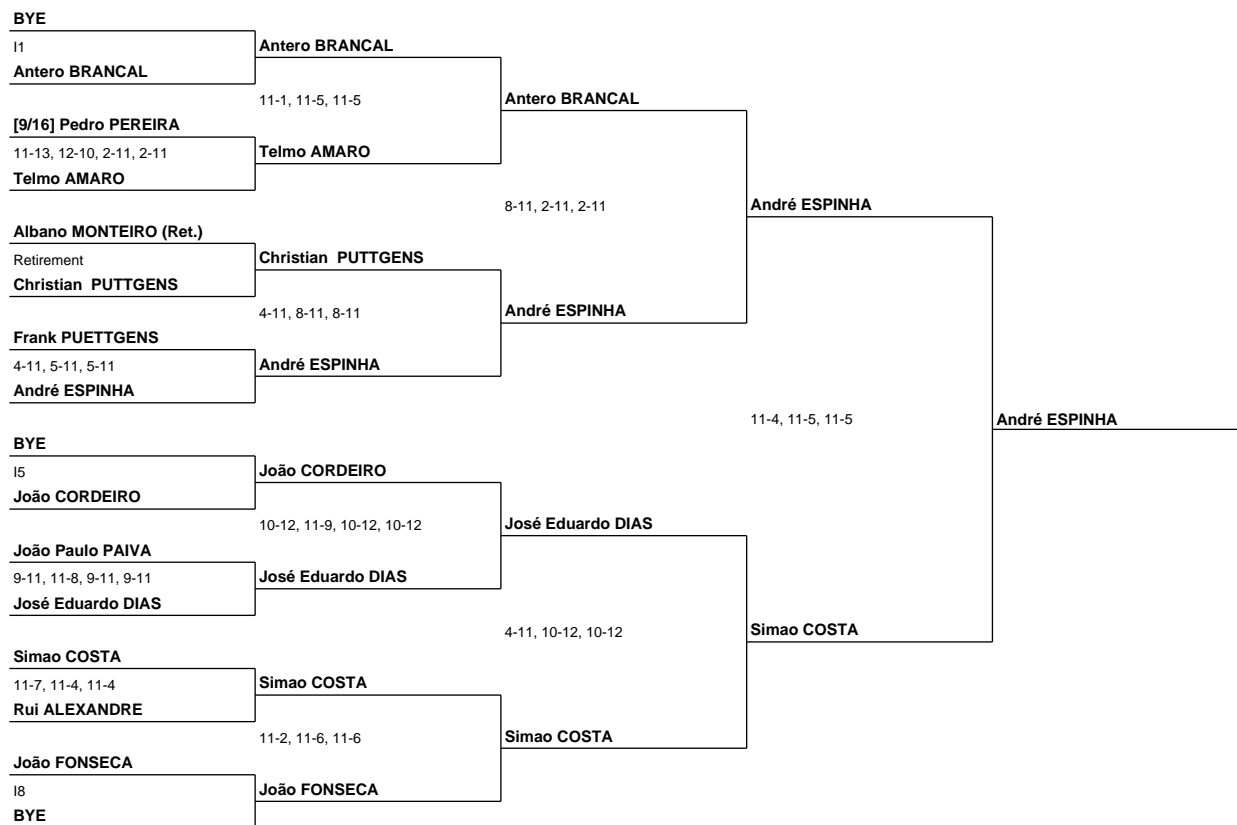 BYE
I1
Antero BRANCAL
[9/16] Pedro PEREIRA
11-13, 12-10, 2-11, 2-11
Telmo AMARO
Albano MONTEIRO (Ret.)
Retirement
Christian PUTTGENS
Frank PUETTGENS
4-11, 5-11, 5-11
André ESPINHA
BYE
I5
João CORDEIRO
João Paulo PAIVA
9-11, 11-8, 9-11, 9-11
José Eduardo DIAS
Simao COSTA
11-7, 11-4, 11-4
Rui ALEXANDRE
João FONSECA
I8
BYE
Antero BRANCAL
11-1, 11-5, 11-5
Telmo AMARO
Christian PUTTGENS
4-11, 8-11, 8-11
André ESPINHA
João CORDEIRO
10-12, 11-9, 10-12, 10-12
José Eduardo DIAS
Simao COSTA
11-2, 11-6, 11-6
João FONSECA
Antero BRANCAL
8-11, 2-11, 2-11
André ESPINHA
José Eduardo DIAS
4-11, 10-12, 10-12
Simao COSTA
André ESPINHA
11-4, 11-5, 11-5
Simao COSTA
André ESPINHA